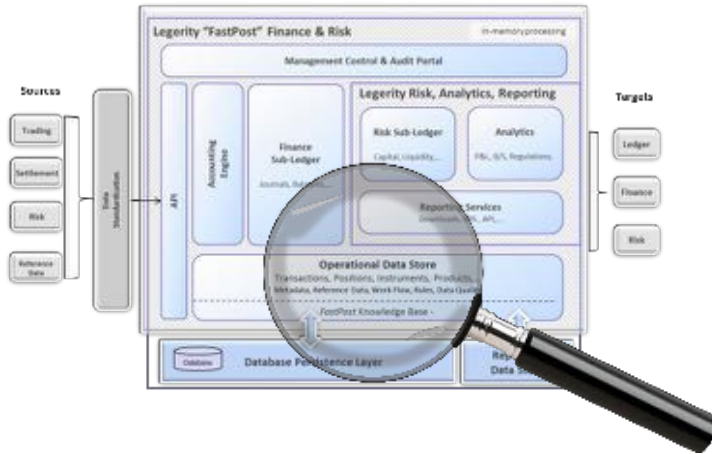 Legerity "FastPost" Finance & Risk
in-memory processing
Management Control & Audit Portal
Sources
Trading
Settlement
Risk
Reference
Data
Data
Standardisation
API
Accounting
Engine
Finance
Sub-Ledger
Journals, Balances,...
Legerity Risk, Analytics, Reporting
Risk Sub-Ledger
Capital, Liquidity,...
Analytics
P&L, B/S, Regulations
Reporting Services
Targets
Ledger
Finance
Risk
Operational Data Store
Transactions, Positions, Instruments, Products,
Metadata, Reference Data, Work Flow, Rules, Data Quality
FastPost Knowledge Base -
Database
Database Persistence Layer
Data